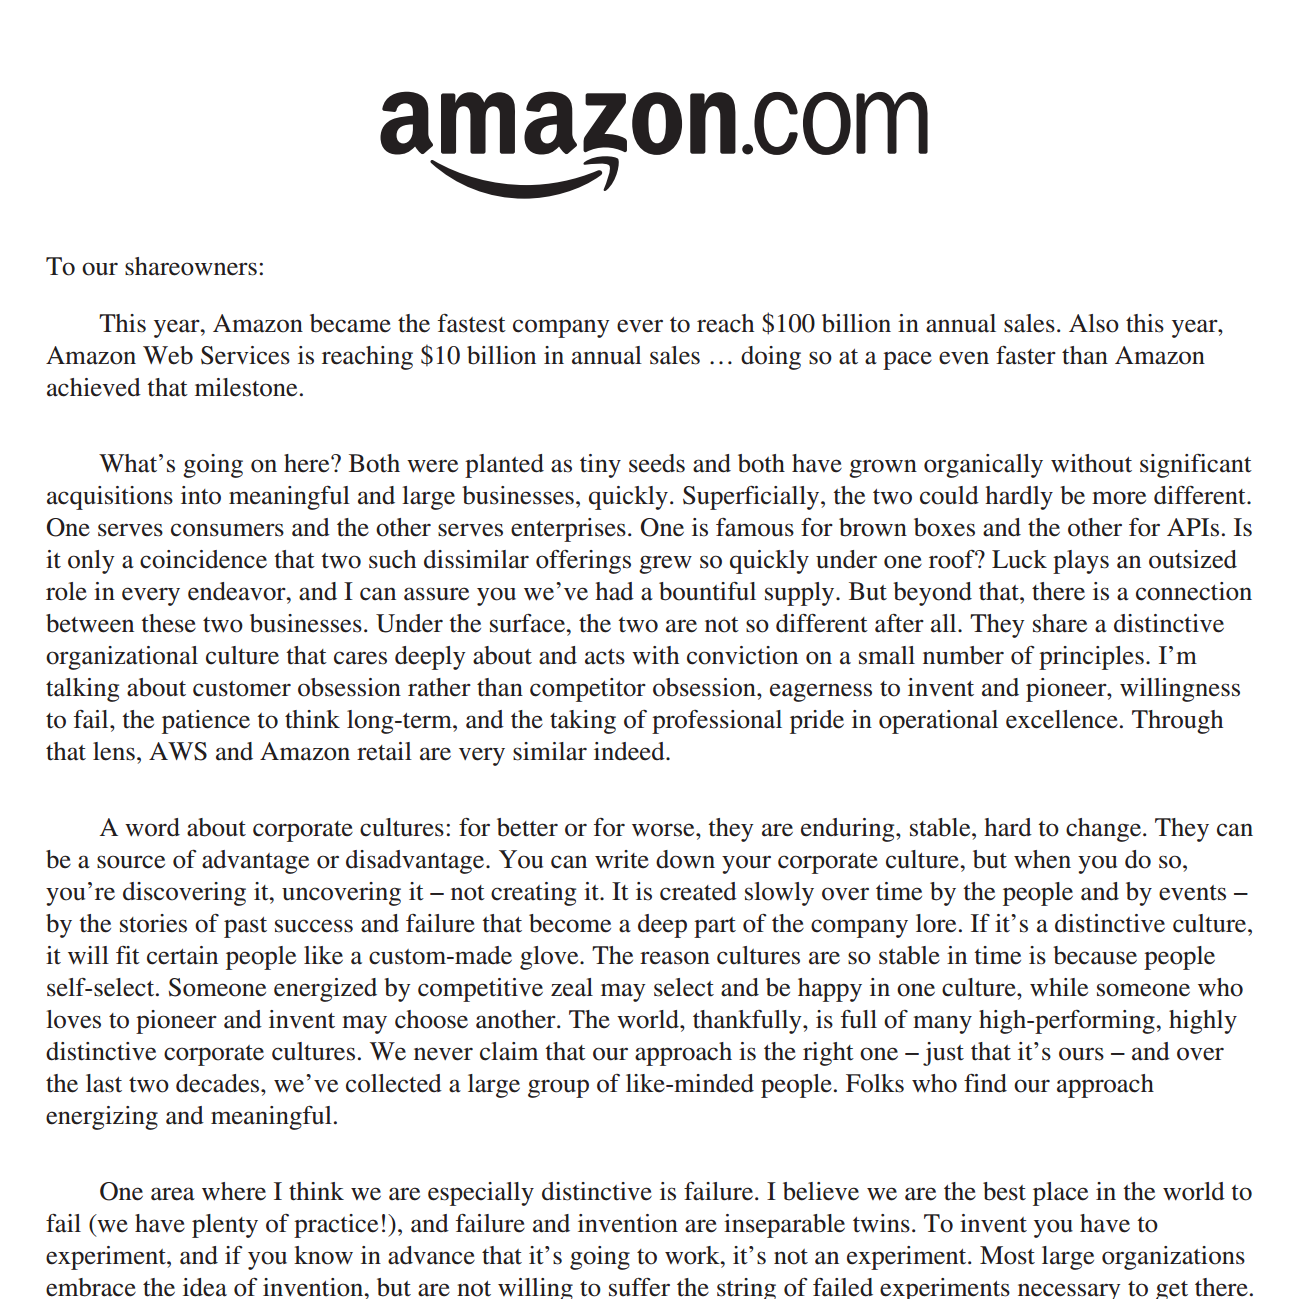 amazon.com
To our shareowners:
This year, Amazon became the fastest company ever to reach $100 billion in annual sales. Also this year,
Amazon Web Services is reaching $10 billion in annual sales … doing so at a pace even faster than Amazon
achieved that milestone.
What’s going on here? Both were planted as tiny seeds and both have grown organically without significant
acquisitions into meaningful and large businesses, quickly. Superficially, the two could hardly be more different.
One serves consumers and the other serves enterprises. One is famous for brown boxes and the other for APIs. Is
it only a coincidence that two such dissimilar offerings grew so quickly under one roof? Luck plays an outsized
role in every endeavor, and I can assure you we’ve had a bountiful supply. But beyond that, there is a connection
between these two businesses. Under the surface, the two are not so different after all. They share a distinctive
organizational culture that cares deeply about and acts with conviction on a small number of principles. I’m
talking about customer obsession rather than competitor obsession, eagerness to invent and pioneer, willingness
to fail, the patience to think long-term, and the taking of professional pride in operational excellence. Through
that lens, AWS and Amazon retail are very similar indeed.
A word about corporate cultures: for better or for worse, they are enduring, stable, hard to change. They can
be a source of advantage or disadvantage. You can write down your corporate culture, but when you do so,
you’re discovering it, uncovering it – not creating it. It is created slowly over time by the people and by events –
by the stories of past success and failure that become a deep part of the company lore. If it’s a distinctive culture,
it will fit certain people like a custom-made glove. The reason cultures are so stable in time is because people
self-select. Someone energized by competitive zeal may select and be happy in one culture, while someone who
loves to pioneer and invent may choose another. The world, thankfully, is full of many high-performing, highly
distinctive corporate cultures. We never claim that our approach is the right one – just that it’s ours – and over
the last two decades, we’ve collected a large group of like-minded people. Folks who find our approach
energizing and meaningful.
One area where I think we are especially distinctive is failure. I believe we are the best place in the world to
fail (we have plenty of practice!), and failure and invention are inseparable twins. To invent you have to
experiment, and if you know in advance that it’s going to work, it’s not an experiment. Most large organizations
embrace the idea of invention, but are not willing to suffer the string of failed experiments necessary to get there.